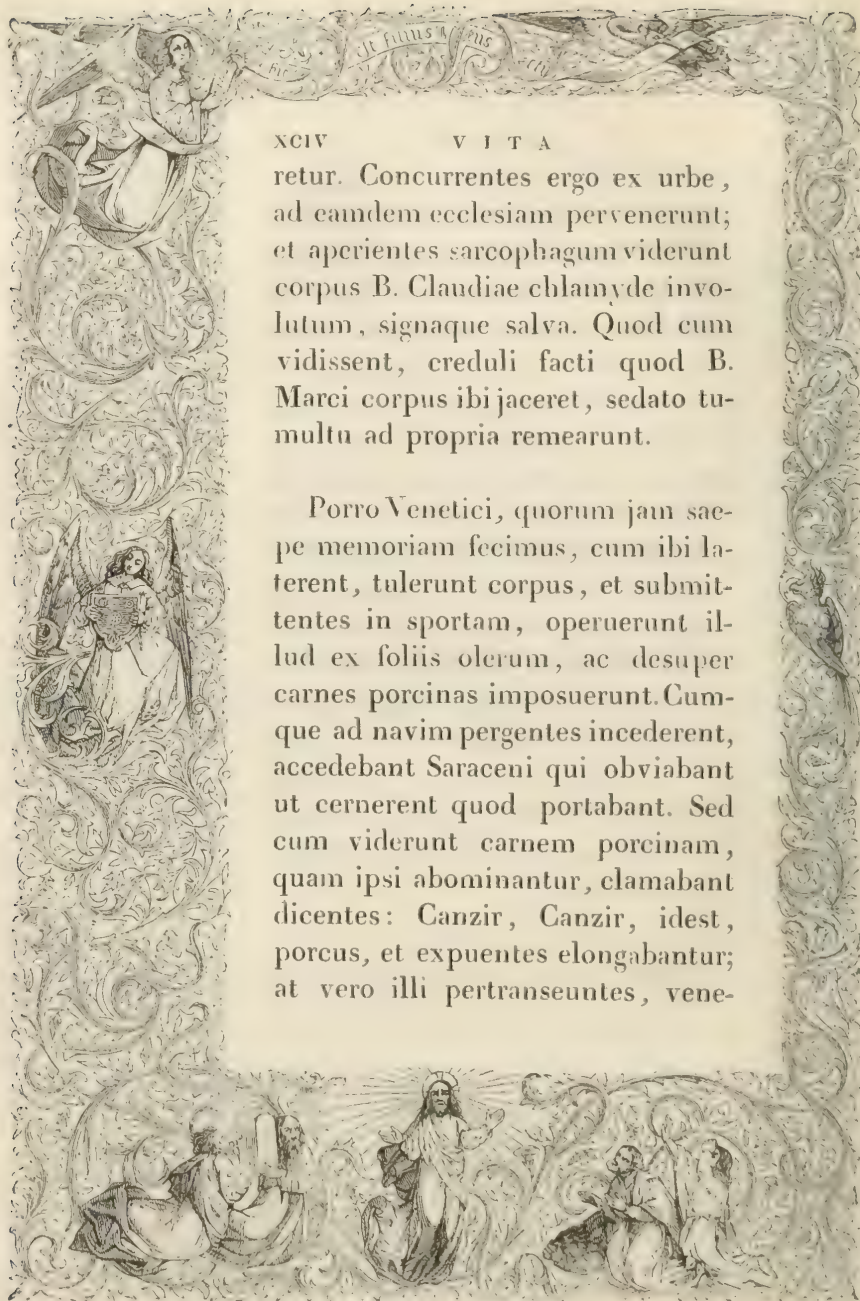 est filius
XCIV VITA
retur. Concurrentes ergo ex urbe,
ad eamdem ecclesiam pervenerunt;
et aperientes sarcophagum viderunt
corpus B. Claudiae chlamyde invo-
lutum, signaque salva. Quod cum
vidissent, creduli facti quod B.
Marci corpus ibi jaceret, sedato tu-
multu ad propria remearunt.
Porro Venetici, quorum jam sae-
pe memoriam fecimus, cum ibi la-
terent, tulerunt corpus, et submit-
tentes in sportam, operuerunt il-
lud ex foliis olerum, ac desuper
carnes porcinas imposuerunt. Cum-
que ad navim pergentes incederent,
accedebant Saraceni qui obviabant
ut cernerent quod portabant. Sed
cum viderunt carnem porcinam,
quam ipsi abominantur, clamabant
dicentes: Canzir, Canzir, idest,
porcus, et expuentes elongabantur;
at vero illi pertranseuntes, vene-